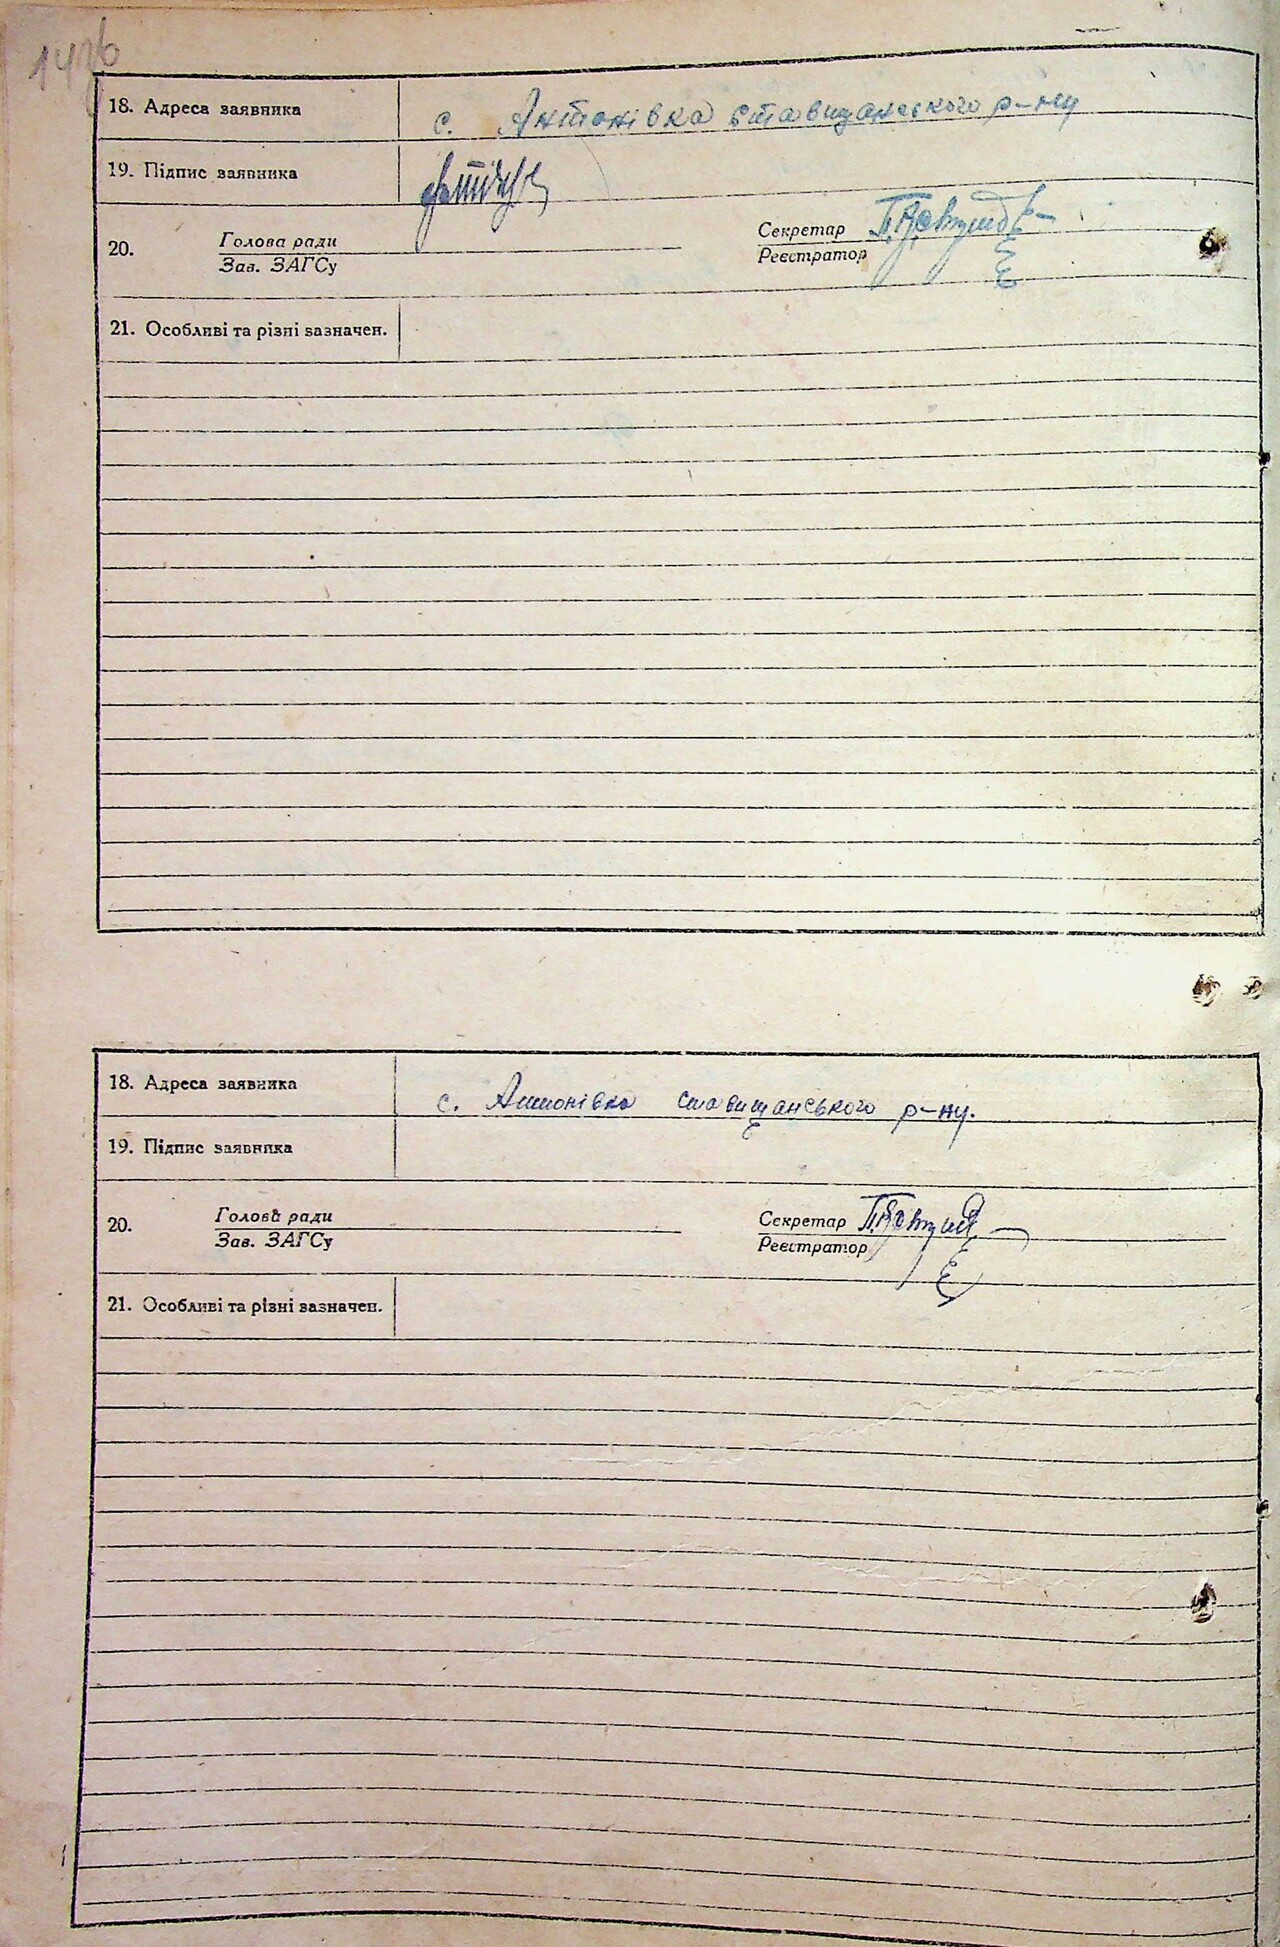 18. Адреса заявника с. Антонівка ставищанського р-ну
19. Підпис заявника
20. Голова ради Секретар
Зав. ЗАГСу Реєстратор
21. Особливі та різні зазначен.
18. Адреса заявника с. Антонівка ставищанського р-ну.
19. Підпис заявника
20. Голова ради Секретар
Зав. ЗАГСу Реєстратор
21. Особливі та різні зазначен.